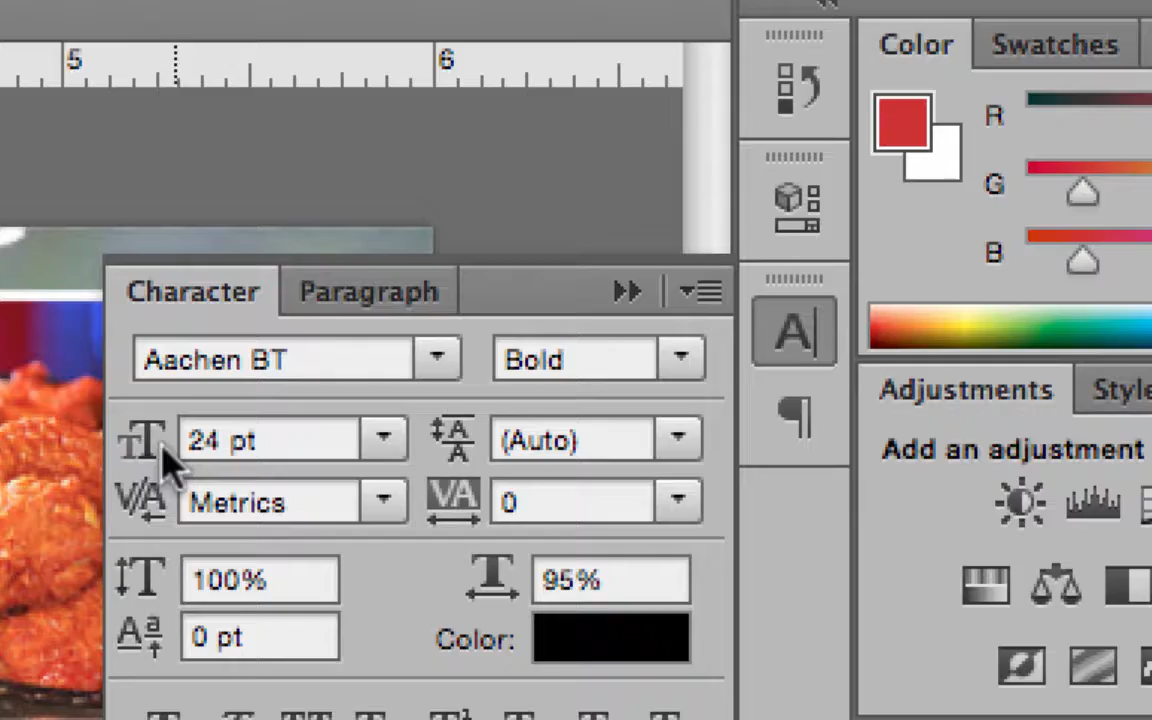 5
6
Color
Swatches
R
G
B
Character
Paragraph
Aachen BT
Bold
24 pt
(Auto)
Metrics
0
100%
95%
0 pt
Color:
Adjustments
Style
Add an adjustment